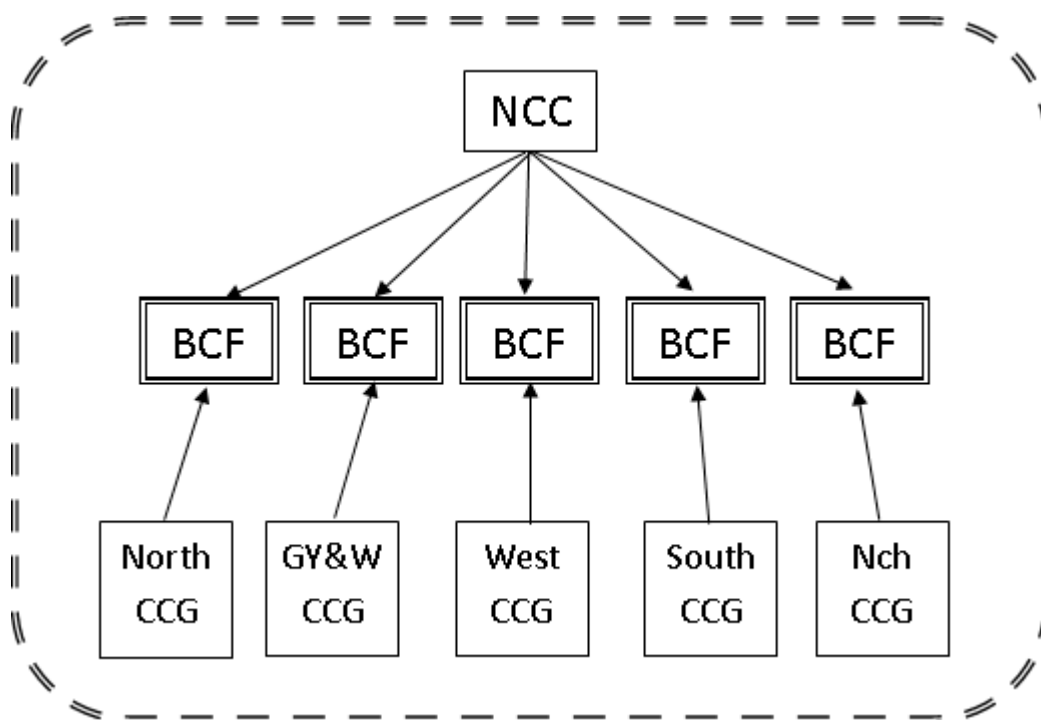 NCC
BCF
BCF
BCF
BCF
BCF
North
CCG
GY&W
CCG
West
CCG
South
CCG
Nch
CCG